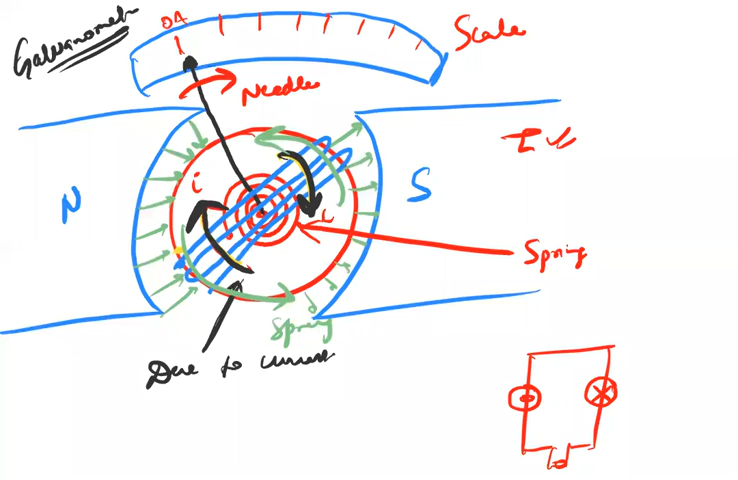 Galvanometer
0A
Scale
Needle
N
S
i
i
Spring
Spring
Due to current